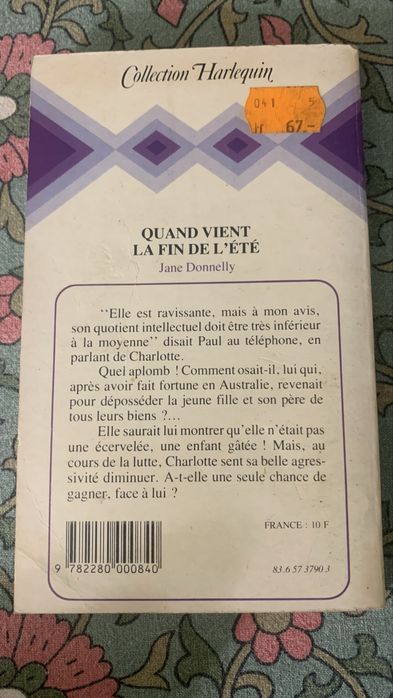 Collection Harlequin
041 5
67.-
QUAND VIENT
LA FIN DE L'ÉTÉ
Jane Donnelly
"Elle est ravissante, mais à mon avis,
son quotient intellectuel doit être très inférieur
à la moyenne" disait Paul au téléphone, en
parlant de Charlotte.
Quel aplomb ! Comment osait-il, lui qui,
après avoir fait fortune en Australie, revenait
pour déposséder la jeune fille et son père de
tous leurs biens ?...
Elle saurait lui montrer qu'elle n'était pas
une écervelée, une enfant gâtée ! Mais, au
cours de la lutte, Charlotte sent sa belle agres-
sivité diminuer. A-t-elle une seule chance de
gagner, face à lui ?
FRANCE : 10 F
9 782280 000840
83.6 57 3790 3